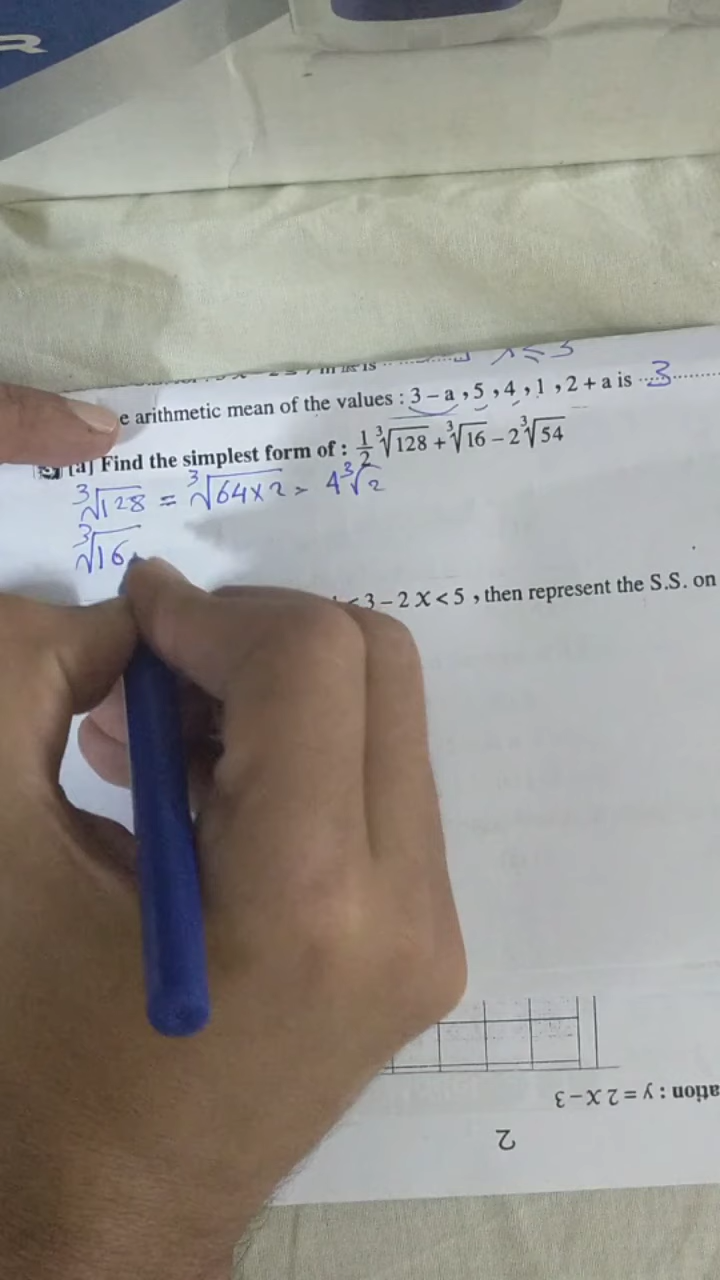 R
x ≤ 3
e arithmetic mean of the values : 3 – a , 5 , 4 , 1 , 2 + a is ....3..........
[a] Find the simplest form of : 1/2 ∛128 + ∛16 – 2 ∛54
∛128 = ∛64×2 = 4∛2
∛16
< 3 – 2 X < 5 , then represent the S.S. on
ation : y = 2 X – 3
2